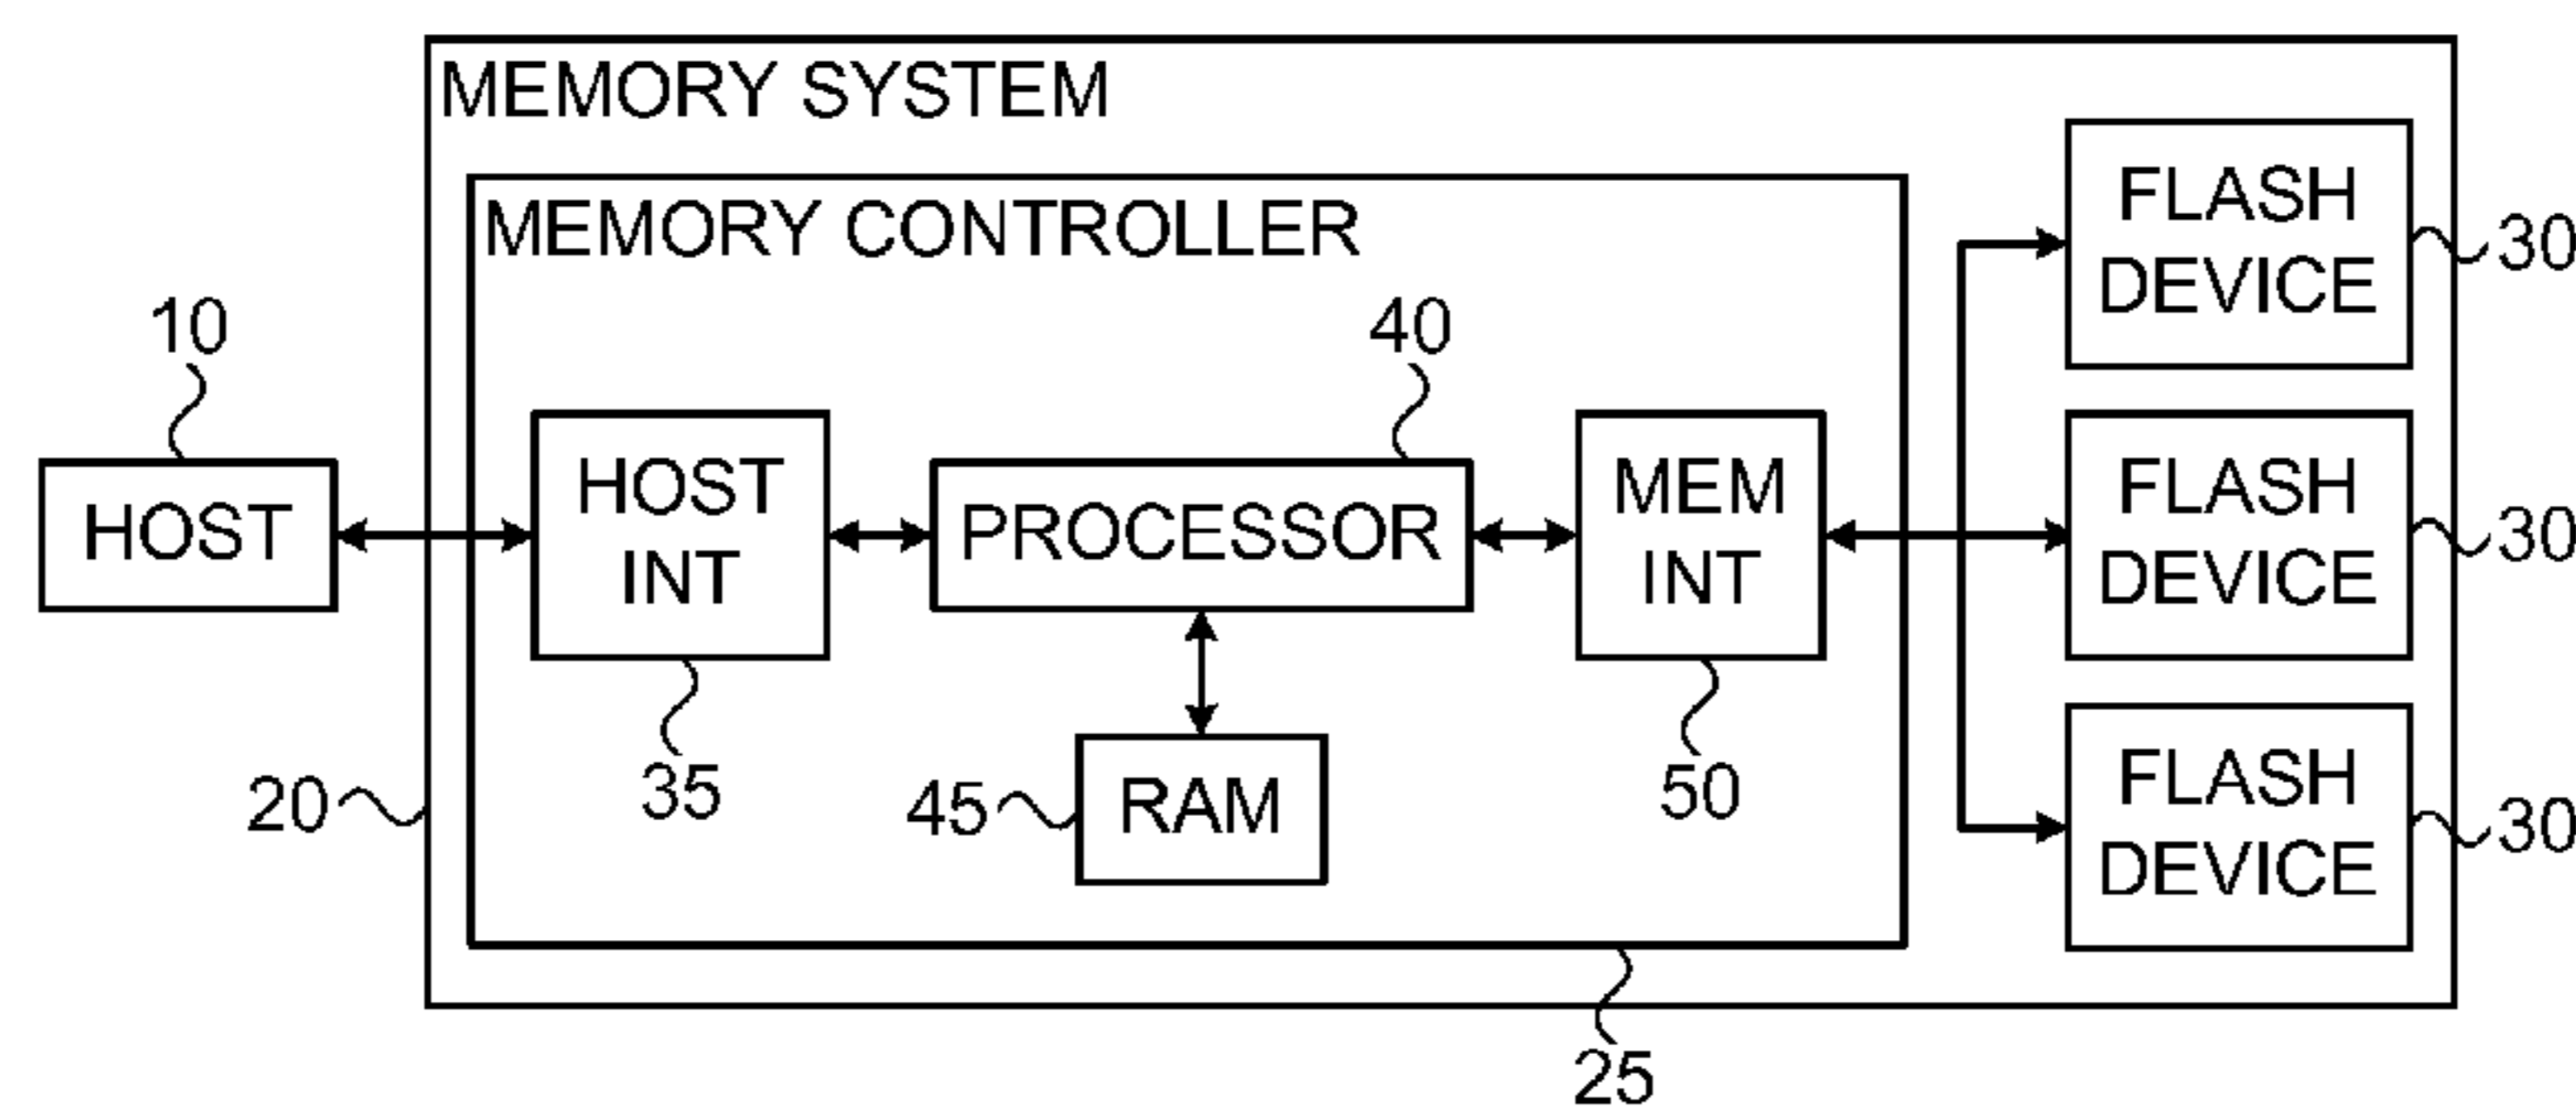 MEMORY SYSTEM
MEMORY CONTROLLER
10
HOST
20
HOST
INT
35
40
PROCESSOR
45
RAM
MEM
INT
50
25
FLASH
DEVICE
30
FLASH
DEVICE
30
FLASH
DEVICE
30